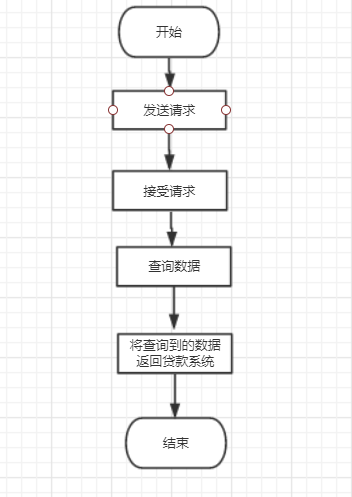 开始
发送请求
接受请求
查询数据
将查询到的数据
返回贷款系统
结束